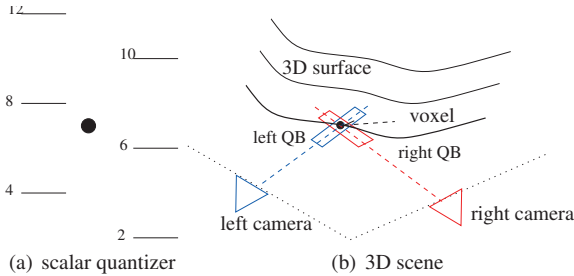 12
10
8
6
4
2
3D surface
voxel
left QB
right QB
left camera
right camera
(a) scalar quantizer
(b) 3D scene